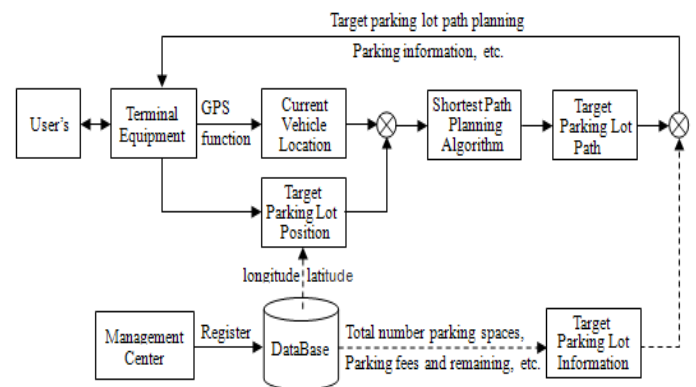 Target parking lot path planning
Parking information, etc.
User's
Terminal
Equipment
GPS
function
Current
Vehicle
Location
Shortest Path
Planning
Algorithm
Target
Parking Lot
Path
Target
Parking Lot
Position
longitude latitude
Management
Center
Register
DataBase
Total number parking spaces,
Parking fees and remaining, etc.
Target
Parking Lot
Information